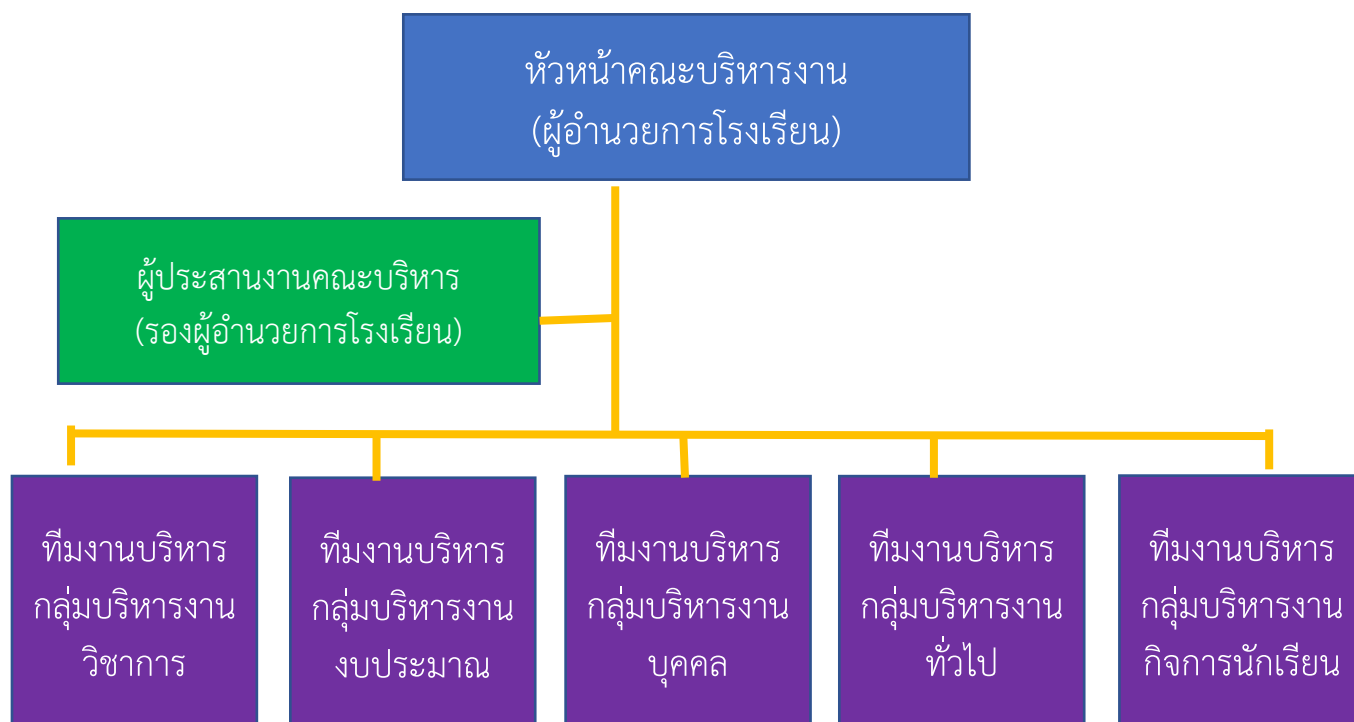 หัวหน้าคณะบริหารงาน
(ผู้อำนวยการโรงเรียน)
ผู้ประสานงานคณะบริหาร
(รองผู้อำนวยการโรงเรียน)
ทีมงานบริหาร
กลุ่มบริหารงาน
วิชาการ
ทีมงานบริหาร
กลุ่มบริหารงาน
งบประมาณ
ทีมงานบริหาร
กลุ่มบริหารงาน
บุคคล
ทีมงานบริหาร
กลุ่มบริหารงาน
ทั่วไป
ทีมงานบริหาร
กลุ่มบริหารงาน
กิจการนักเรียน